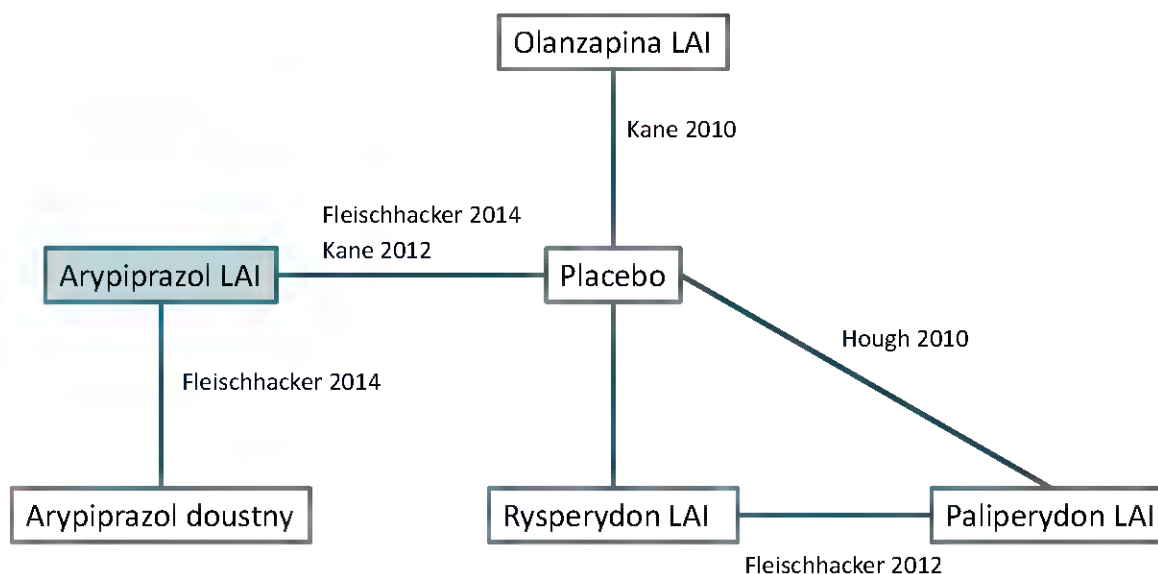 Olanzapina LAI
Kane 2010
Fleischhacker 2014
Kane 2012
Arypiprazol LAI
Placebo
Hough 2010
Fleischhacker 2014
Arypiprazol doustny
Rysperydon LAI
Paliperydon LAI
Fleischhacker 2012